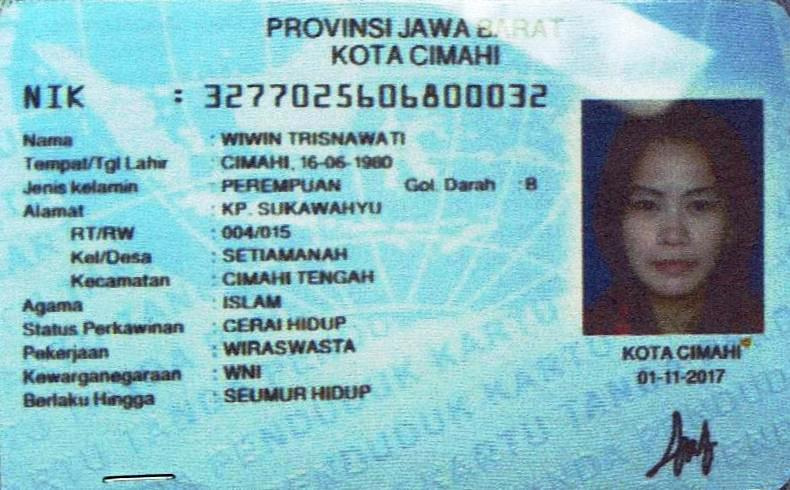 PROVINSI JAWA BARAT
KOTA CIMAHI
NIK : 3277025606800032
Nama : WIWIN TRISNAWATI
Tempat/Tgl Lahir : CIMAHI, 16-06-1980
Jenis kelamin : PEREMPUAN Gol. Darah : B
Alamat : KP. SUKAWAHYU
RT/RW : 004/015
Kel/Desa : SETIAMANAH
Kecamatan : CIMAHI TENGAH
Agama : ISLAM
Status Perkawinan : CERAI HIDUP
Pekerjaan : WIRASWASTA
Kewarganegaraan : WNI
Berlaku Hingga : SEUMUR HIDUP
KOTA CIMAHI
01-11-2017